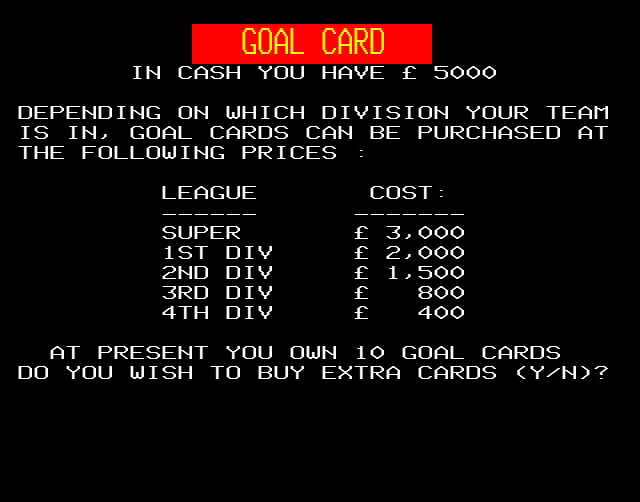 GOAL CARD
IN CASH YOU HAVE £ 5000
DEPENDING ON WHICH DIVISION YOUR TEAM
IS IN, GOAL CARDS CAN BE PURCHASED AT
THE FOLLOWING PRICES :
LEAGUE COST:
------ -------
SUPER £ 3,000
1ST DIV £ 2,000
2ND DIV £ 1,500
3RD DIV £ 800
4TH DIV £ 400
AT PRESENT YOU OWN 10 GOAL CARDS
DO YOU WISH TO BUY EXTRA CARDS (Y/N)?